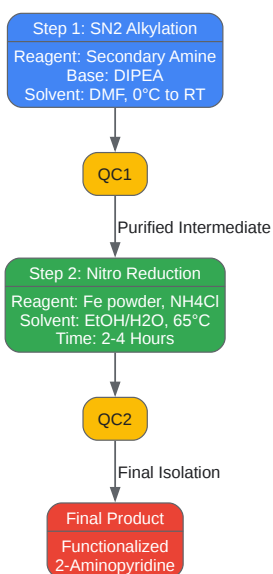 Step 1: SN2 Alkylation
Reagent: Secondary Amine
Base: DIPEA
Solvent: DMF, 0°C to RT
QC1
Purified Intermediate
Step 2: Nitro Reduction
Reagent: Fe powder, NH4Cl
Solvent: EtOH/H2O, 65°C
Time: 2-4 Hours
QC2
Final Isolation
Final Product
Functionalized
2-Aminopyridine